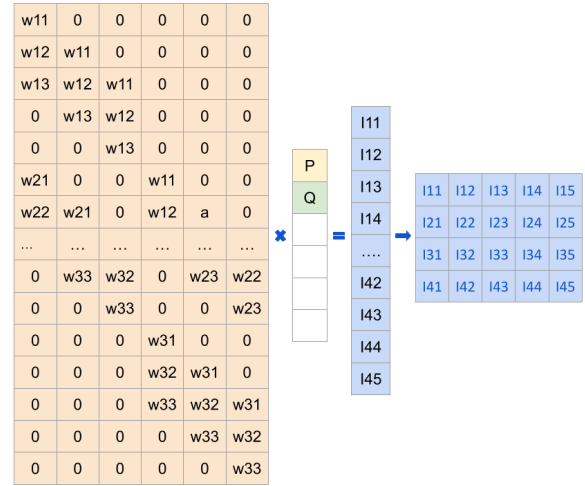 w11 0 0 0 0 0
w12 w11 0 0 0 0
w13 w12 w11 0 0 0
0 w13 w12 0 0 0
0 0 w13 0 0 0
w21 0 0 w11 0 0
w22 w21 0 w12 a 0
... ... ... ... ... ...
0 w33 w32 0 w23 w22
0 0 w33 0 0 w23
0 0 0 w31 0 0
0 0 0 w32 w31 0
0 0 0 w33 w32 w31
0 0 0 0 w33 w32
0 0 0 0 0 w33
×
P
Q
=
I11
I12
I13
I14
....
I42
I43
I44
I45
→
I11 I12 I13 I14 I15
I21 I22 I23 I24 I25
I31 I32 I33 I34 I35
I41 I42 I43 I44 I45